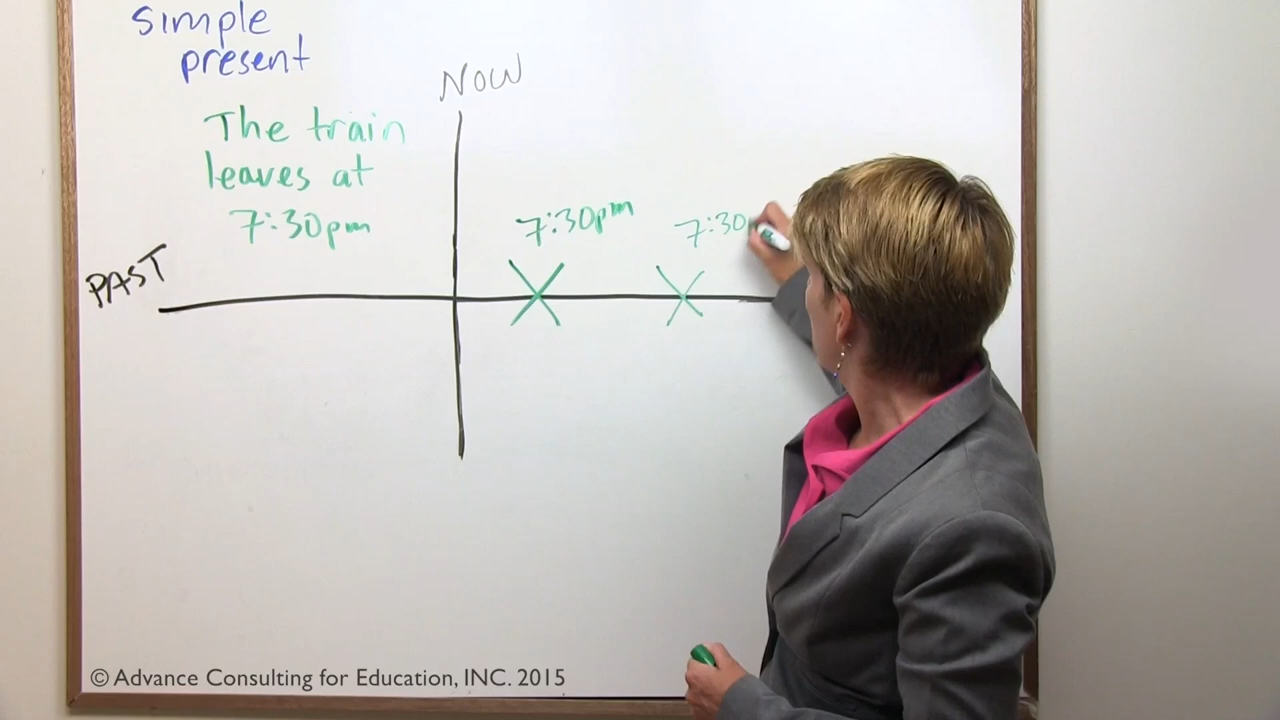 simple
present
NOW
The train
leaves at
7:30pm
7:30pm
7:30
PAST
© Advance Consulting for Education, INC. 2015